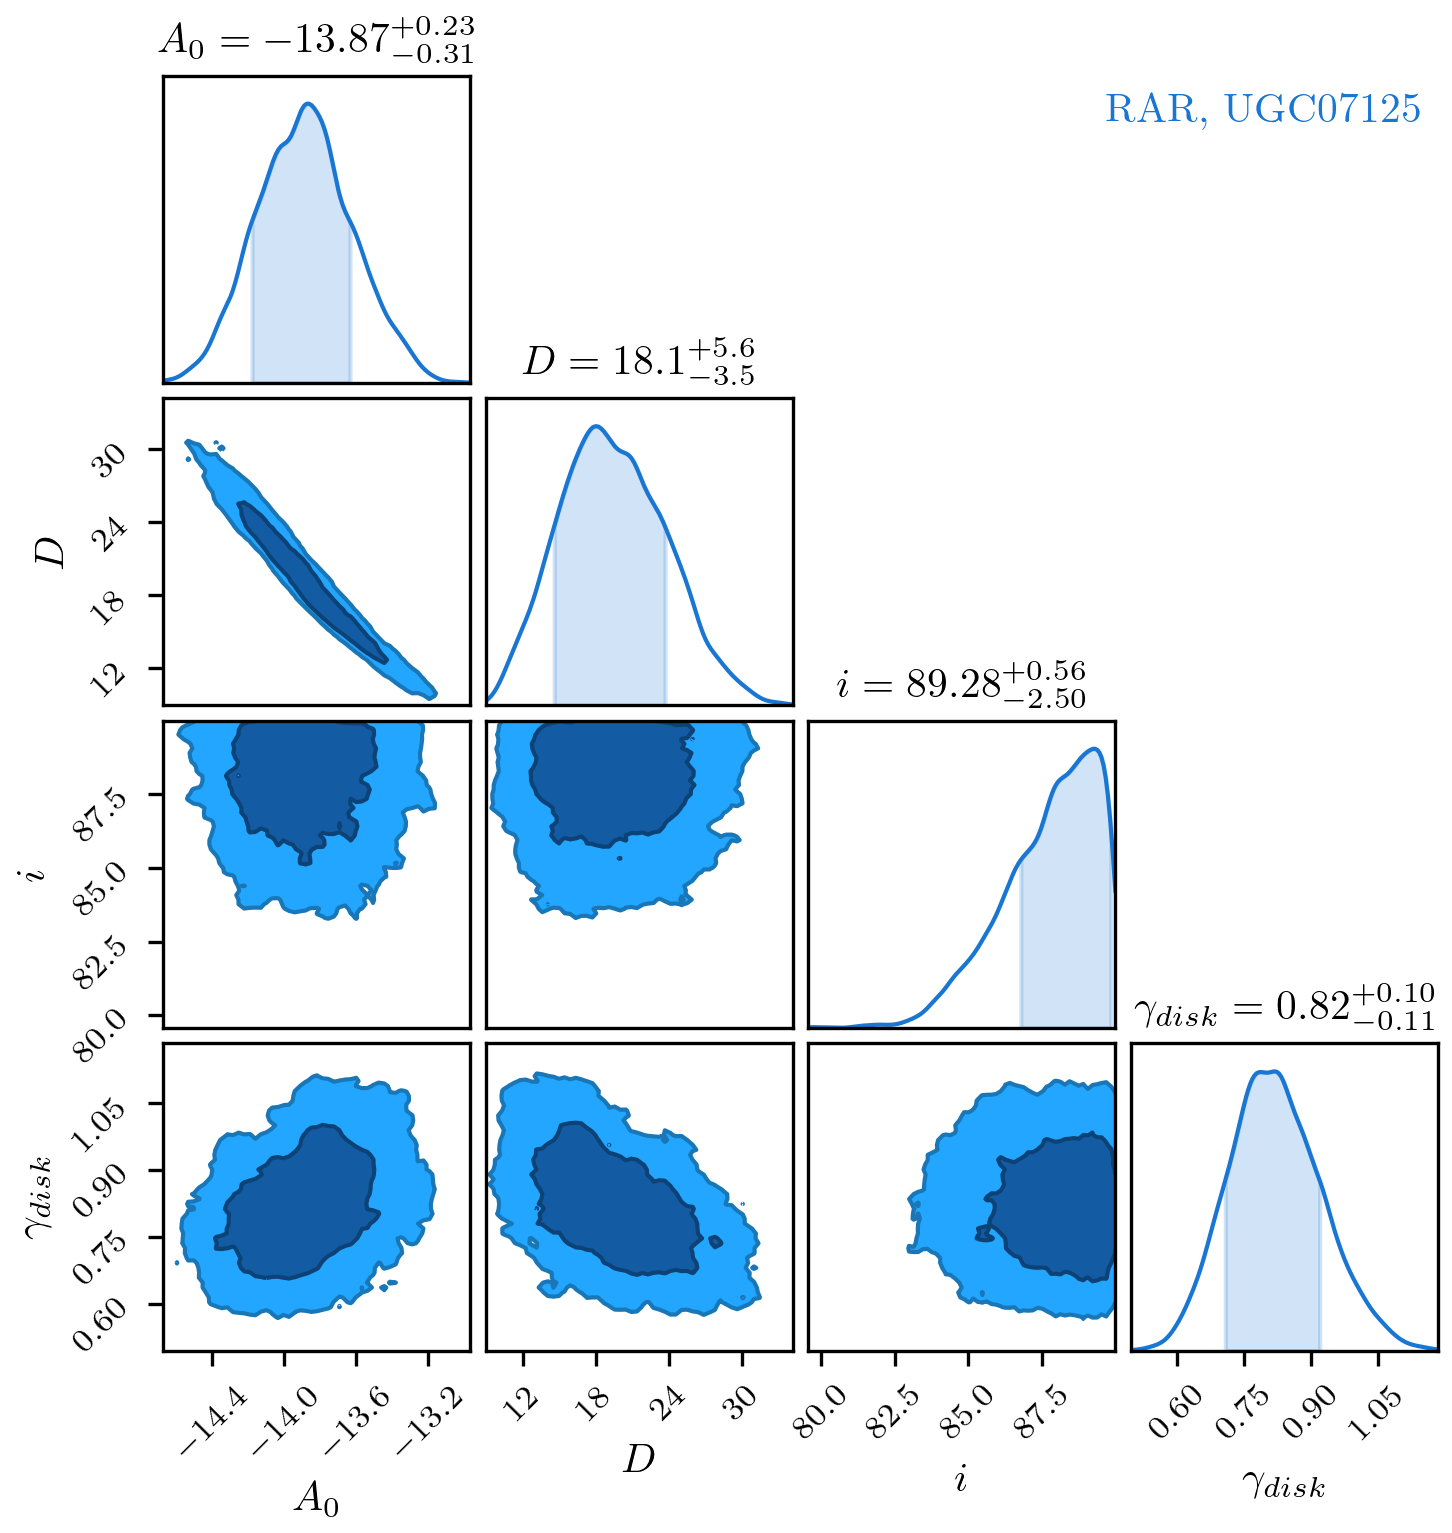 A_0 = −13.87^{+0.23}_{−0.31}
RAR, UGC07125
D = 18.1^{+5.6}_{−3.5}
30
24
18
12
D
i = 89.28^{+0.56}_{−2.50}
87.5
85.0
82.5
80.0
i
γ_{disk} = 0.82^{+0.10}_{−0.11}
1.05
0.90
0.75
0.60
γ_{disk}
−14.4 −14.0 −13.6 −13.2
12 18 24 30
80.0 82.5 85.0 87.5
0.60 0.75 0.90 1.05
A_0
D
i
γ_{disk}